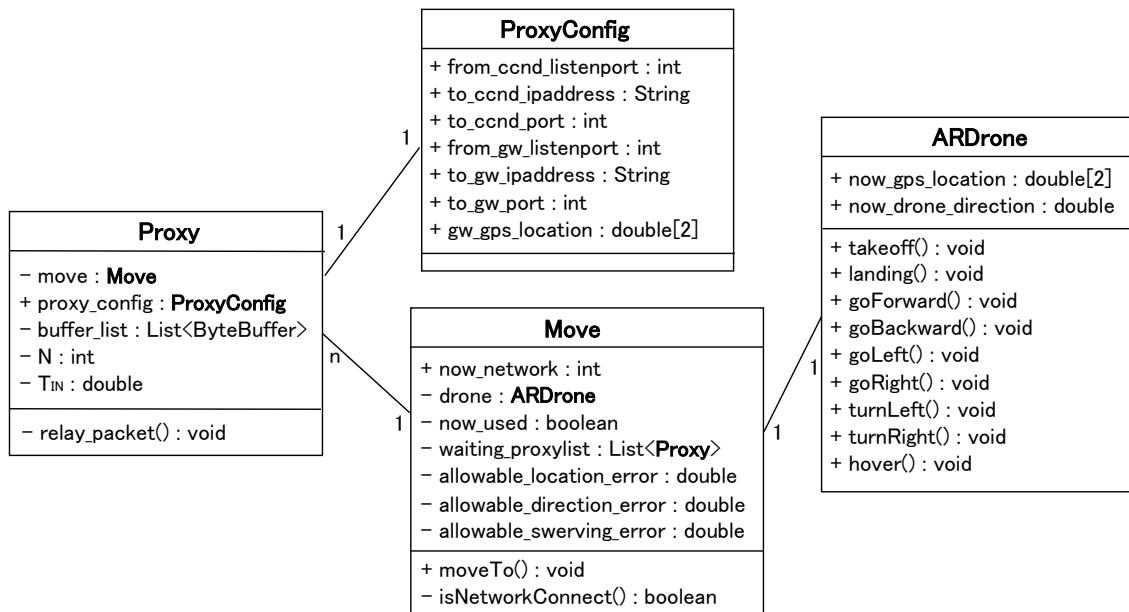 ProxyConfig
+ from_ccnd_listenport : int
+ to_ccnd_ipaddress : String
+ to_ccnd_port : int
+ from_gw_listenport : int
+ to_gw_ipaddress : String
+ to_gw_port : int
+ gw_gps_location : double[2]
1
1
Proxy
- move : Move
+ proxy_config : ProxyConfig
- buffer_list : List<ByteBuffer>
- N : int
- TIN : double
- relay_packet() : void
n
1
Move
+ now_network : int
- drone : ARDrone
- now_used : boolean
- waiting_proxylist : List<Proxy>
- allowable_location_error : double
- allowable_direction_error : double
- allowable_swerving_error : double
+ moveTo() : void
- isNetworkConnect() : boolean
1
1
ARDrone
+ now_gps_location : double[2]
+ now_drone_direction : double
+ takeoff() : void
+ landing() : void
+ goForward() : void
+ goBackward() : void
+ goLeft() : void
+ goRight() : void
+ turnLeft() : void
+ turnRight() : void
+ hover() : void